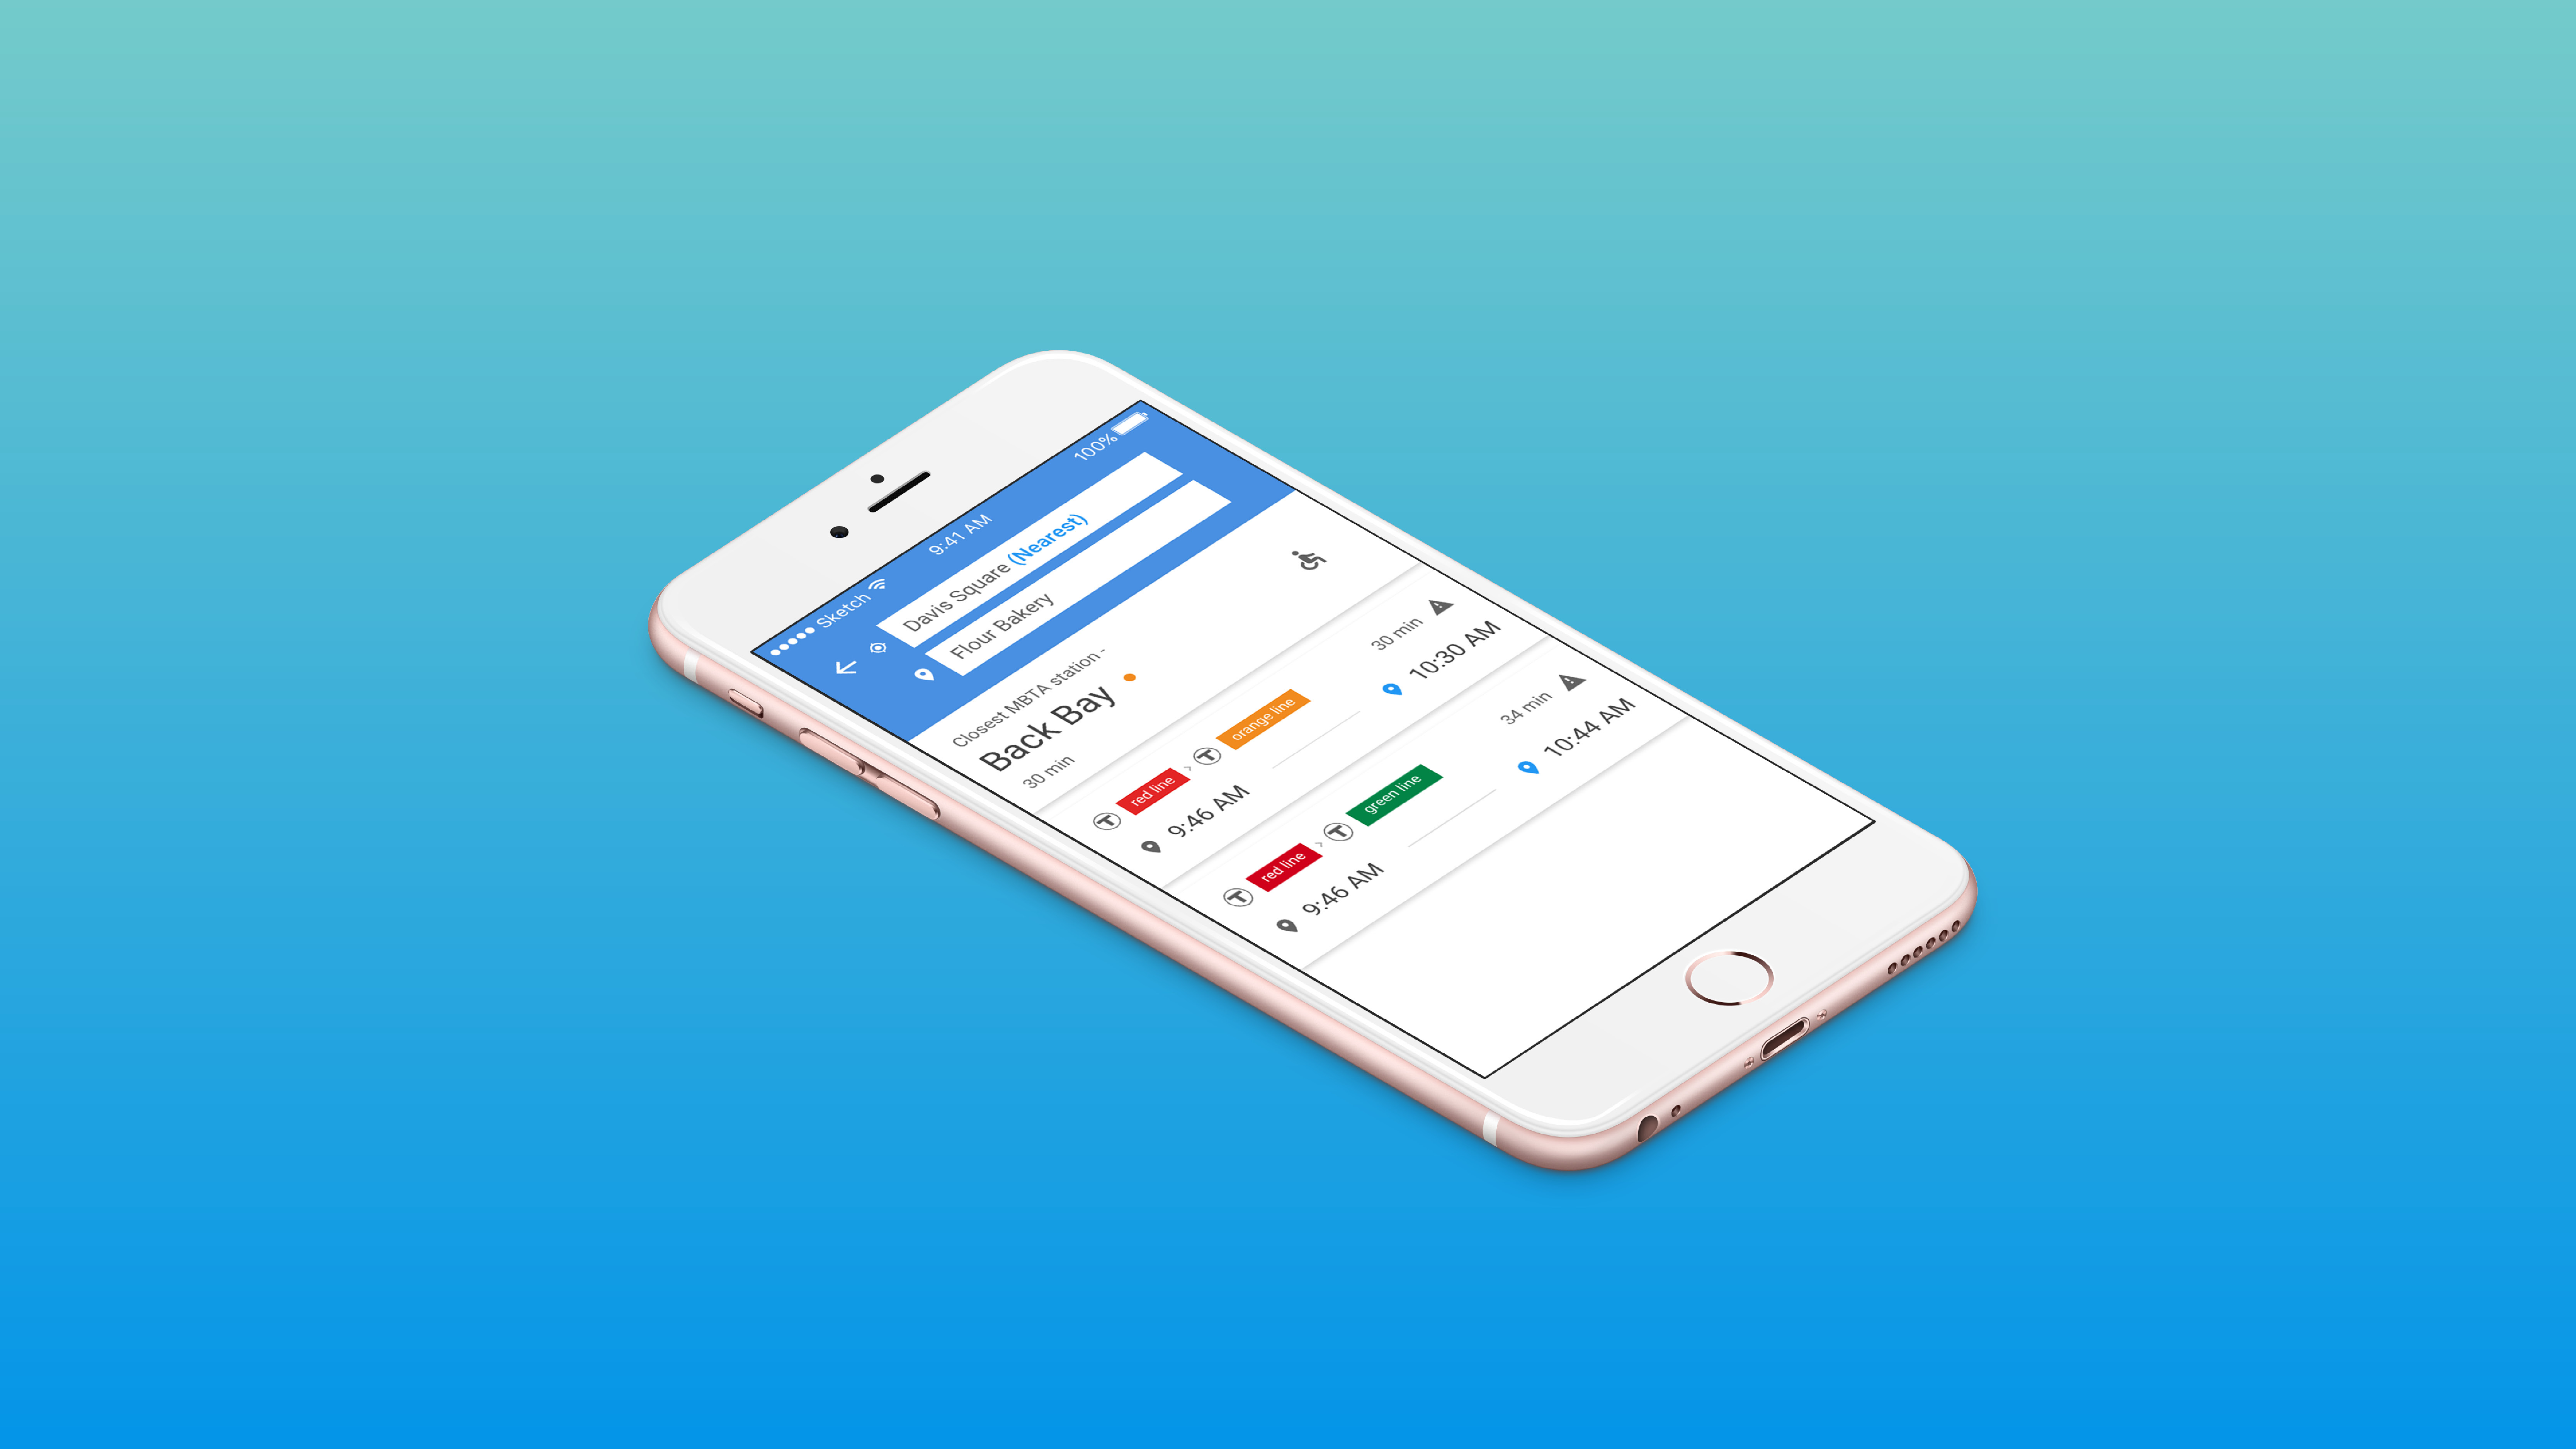 Sketch 9:41 AM 100%
Davis Square (Nearest)
Flour Bakery
Closest MBTA station -
Back Bay
30 min
T red line > T orange line 30 min
9:46 AM 10:30 AM
T red line > T green line 34 min
9:46 AM 10:44 AM